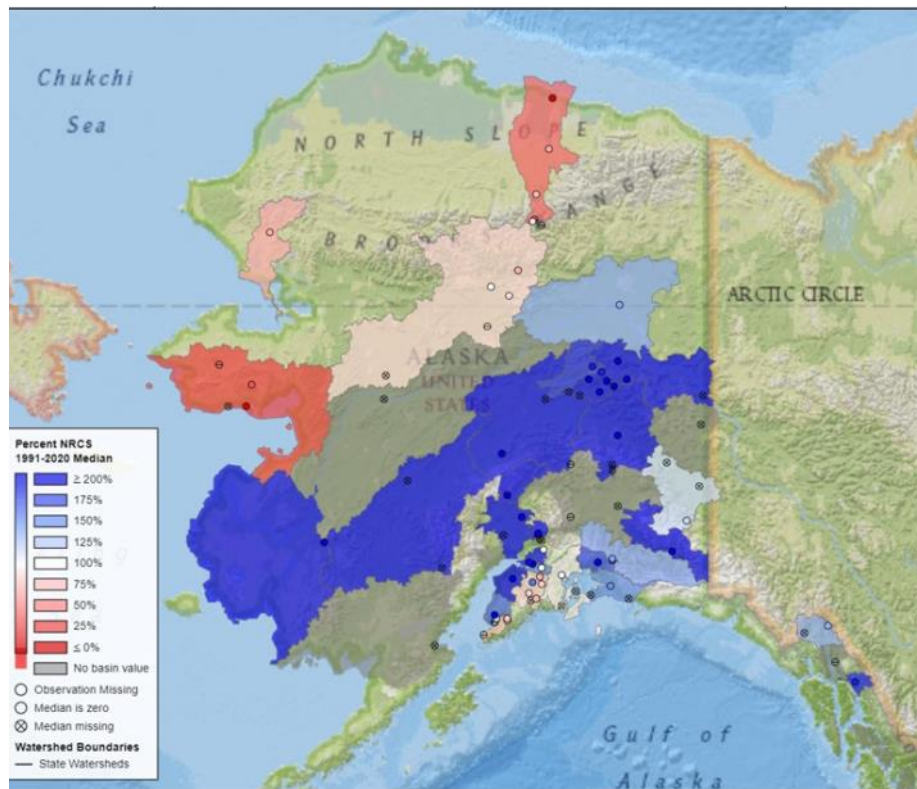 Chukchi
Sea
NORTH SLOPE
RANGE
ARCTIC CIRCLE
ALASKA
UNITED
STATES
Percent NRCS
1991-2020 Median
≥ 200%
175%
150%
125%
100%
75%
50%
25%
≤ 0%
No basin value
Observation Missing
Median is zero
Median missing
Watershed Boundaries
State Watersheds
Gulf of
Alaska